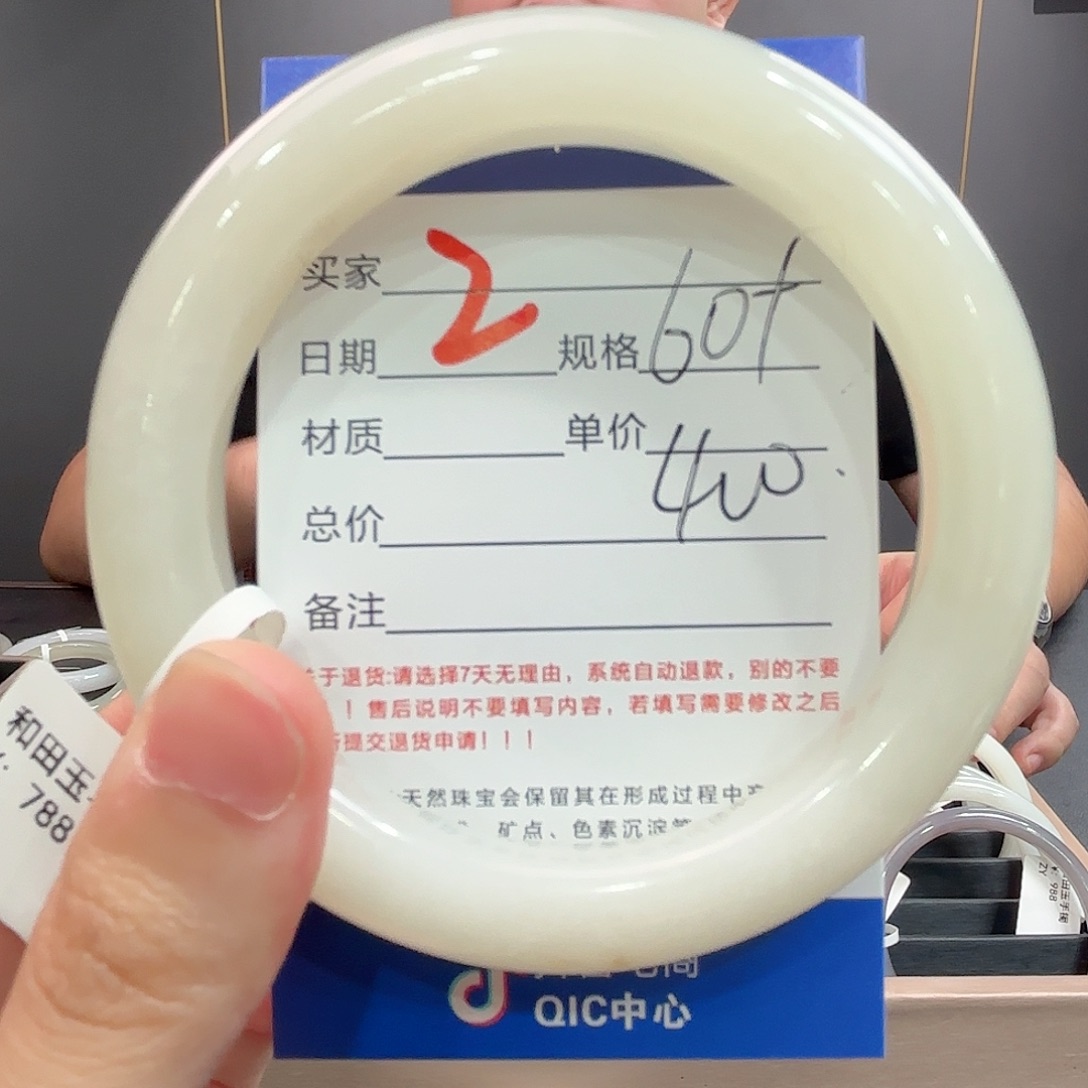 买家 2
日期 规格 60+
材质 单价 400
总价
备注
关于退货:请选择7天无理由，系统自动退款，别的不要
！售后说明不要填写内容，若填写需要修改之后
提交退货申请！！！
天然珠宝会保留其在形成过程中
矿点、色素沉淀等
QIC中心
和田玉
788
988
ZY